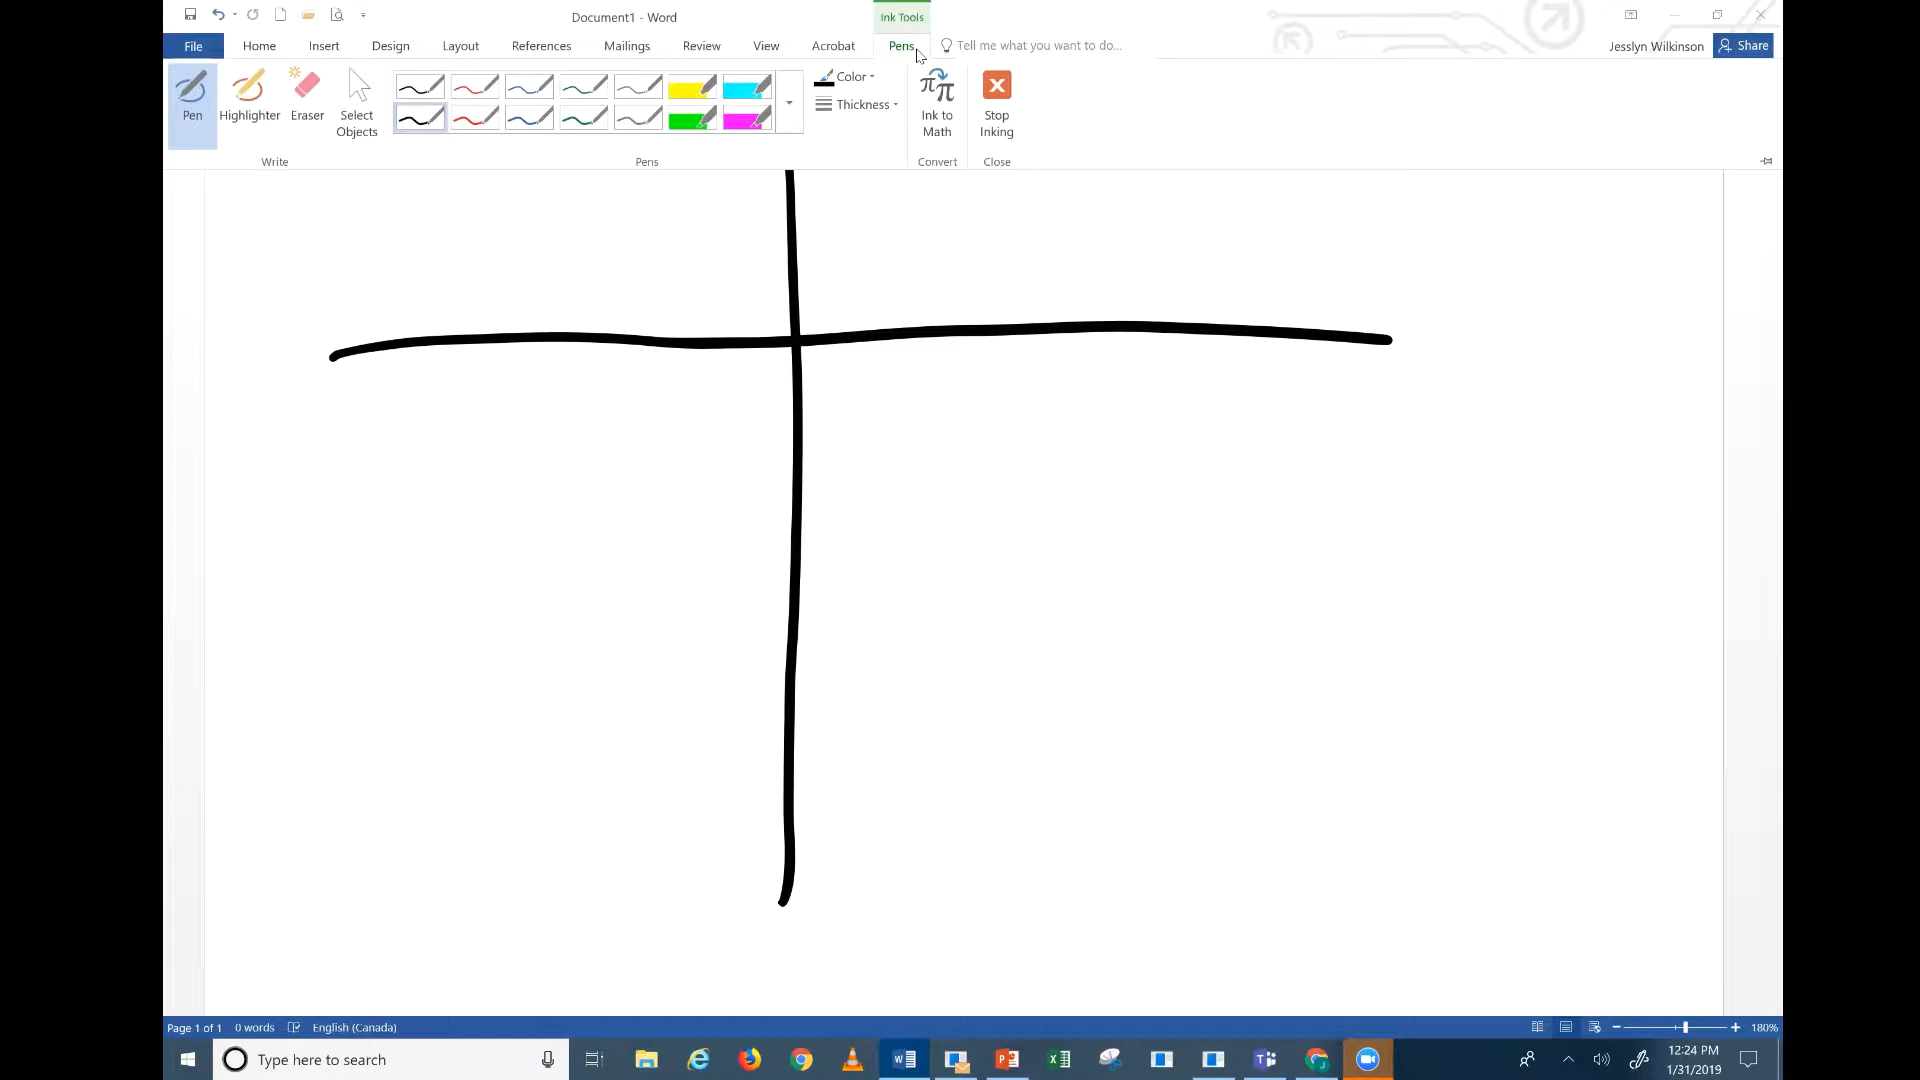 Document1 - Word
Ink Tools
File
Home
Insert
Design
Layout
References
Mailings
Review
View
Acrobat
Pens
Tell me what you want to do...
Jesslyn Wilkinson
Share
Pen
Highlighter
Eraser
Select
Objects
Color
Thickness
Ink to
Math
Stop
Inking
Write
Pens
Convert
Close
Page 1 of 1
0 words
English (Canada)
180%
Type here to search
12:24 PM
1/31/2019